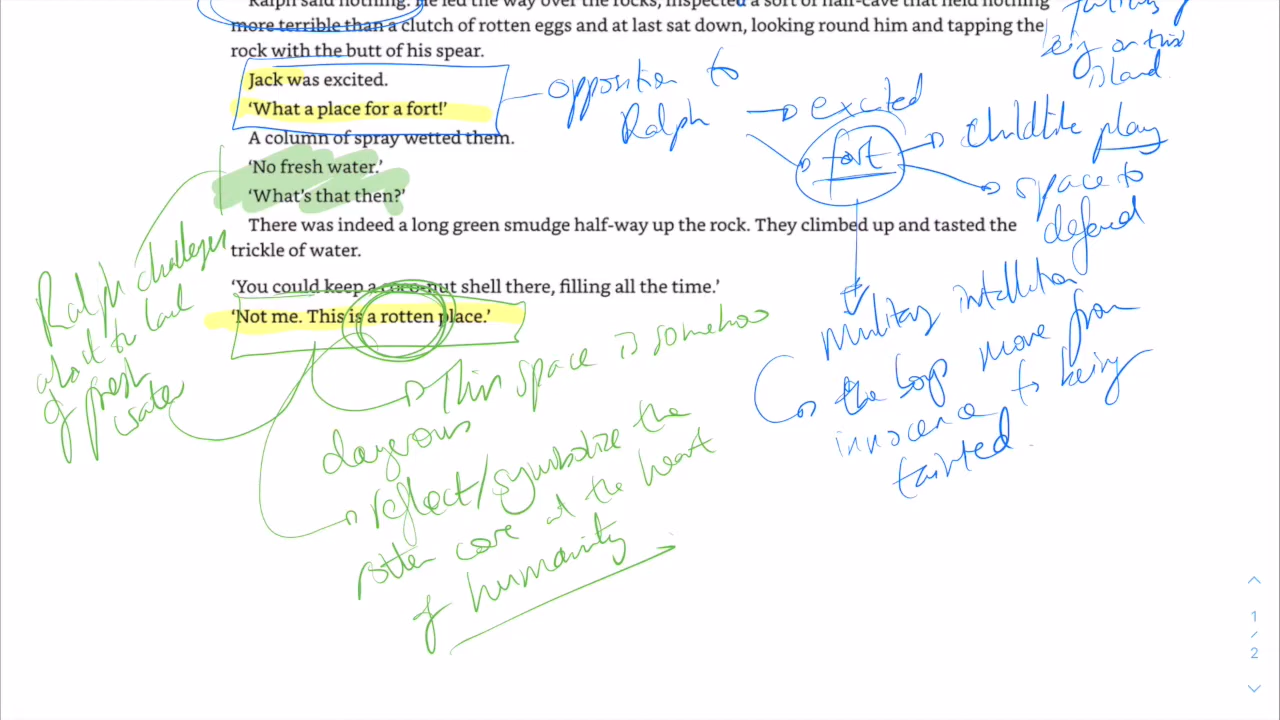 Ralph said nothing. He led the way over the rocks, inspected a sort of half-cave that held nothing
more terrible than a clutch of rotten eggs and at last sat down, looking round him and tapping the
rock with the butt of his spear.
Jack was excited.
‘What a place for a fort!’
A column of spray wetted them.
‘No fresh water.’
‘What's that then?’
There was indeed a long green smudge half-way up the rock. They climbed up and tasted the
trickle of water.
‘You could keep a coco-nut shell there, filling all the time.’
‘Not me. This is a rotten place.’
on this
island
opposition to
Ralph
excited
fort
childlike play
space to
defend
Military
the boys move from
innocence to being
tainted.
Ralph challenges
about the lack
of fresh
water
This space is somehow
dangerous
reflect/symbolize the
rotten core at the heart
of humanity
1
/
2